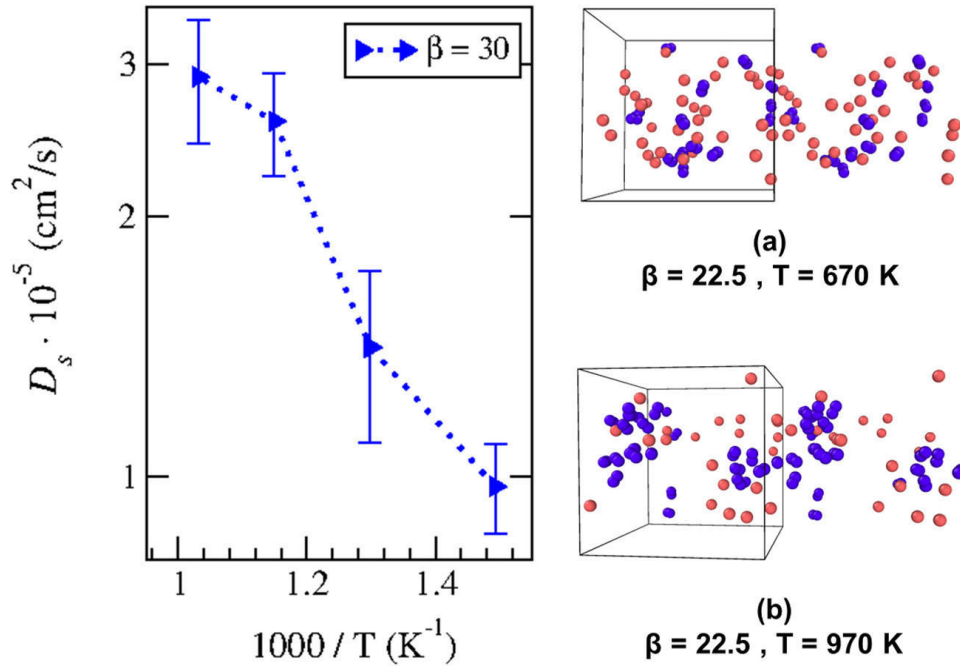 3
2
1
D_s · 10^-5 (cm^2/s)
β = 30
1
1.2
1.4
1000 / T (K^-1)
(a)
β = 22.5 , T = 670 K
(b)
β = 22.5 , T = 970 K